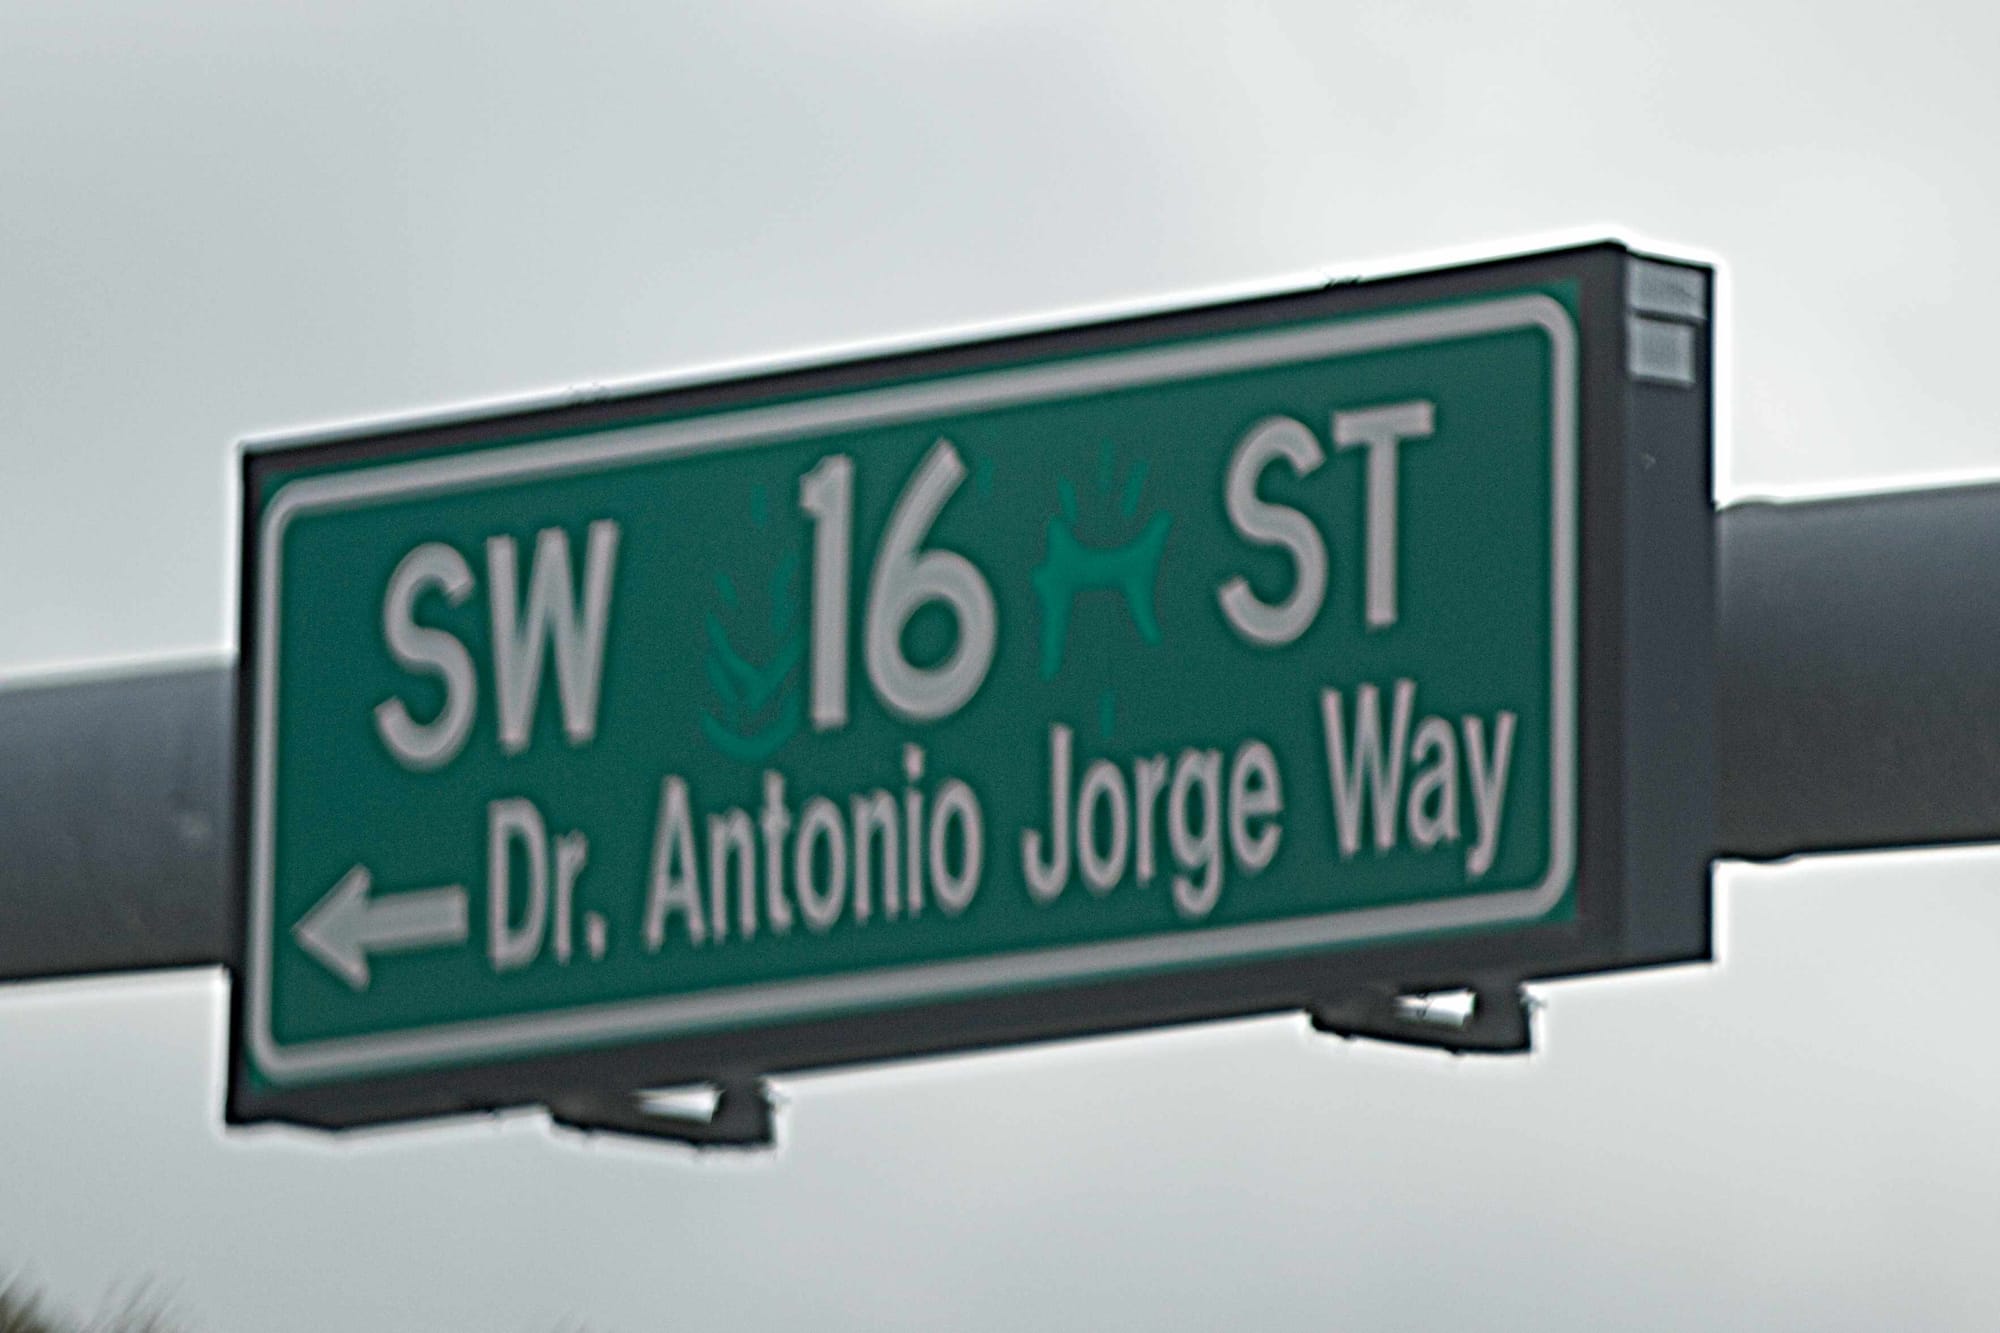 SW 16 ST
← Dr. Antonio Jorge Way